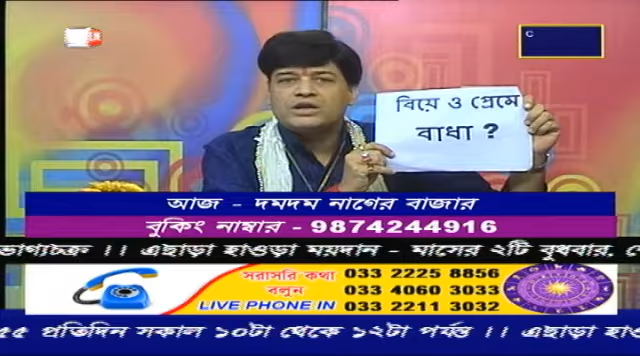 C
বিয়ে ও প্রেমে
বাধা ?
আজ - দমদম নাগের বাজার
বুকিং নাম্বার - 9874244916
ভাগ্যচক্র ।। এছাড়া হাওড়া ময়দান - মাসের ২টি বুধবার,
সরাসরি কথা
বলুন
LIVE PHONE IN
033 2225 8856
033 4060 3033
033 2211 3032
৫৫ প্রতিদিন সকাল ১০টা থেকে ১২টা পর্যন্ত ।। এছাড়া